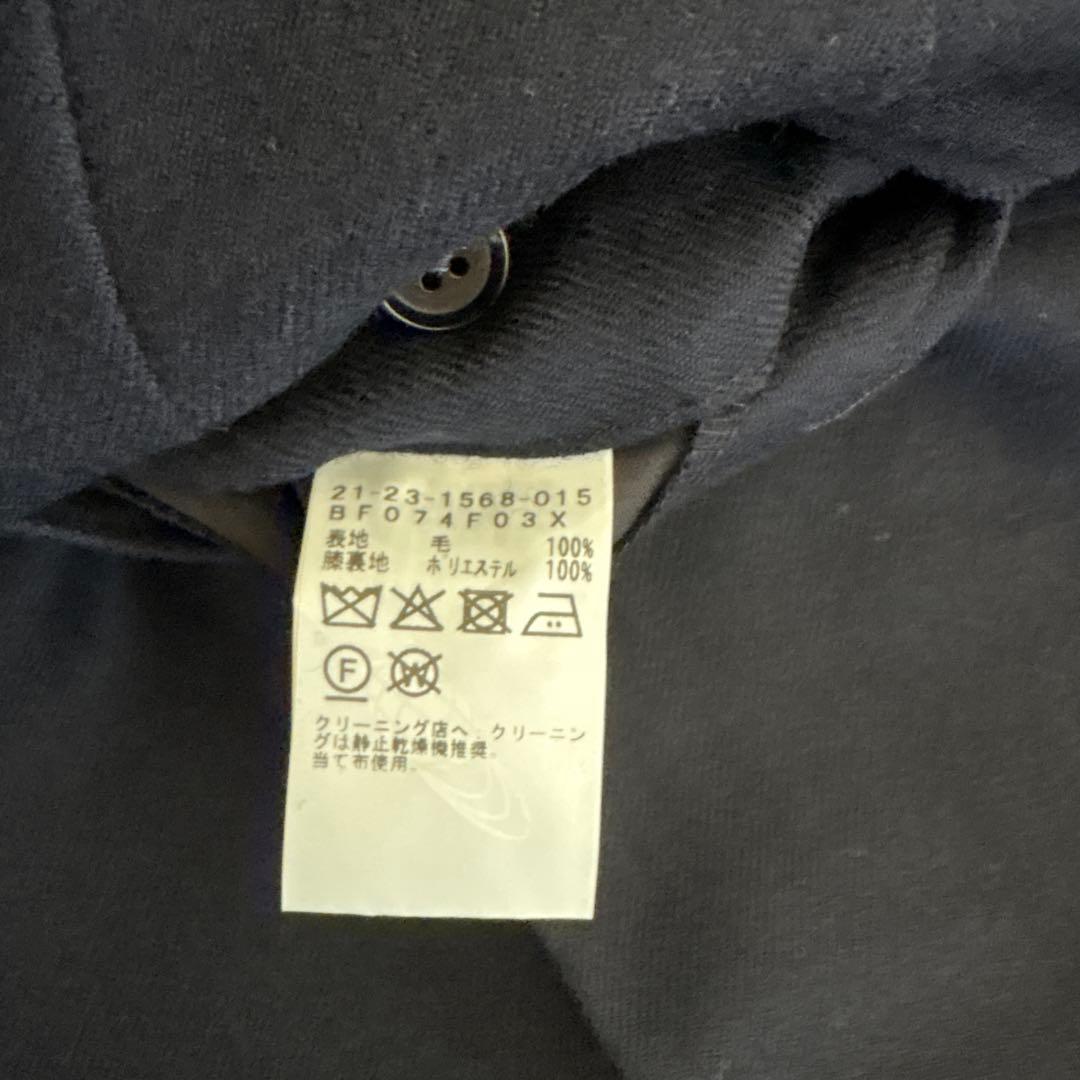 21-23-1568-015
BF074F03X
表地 毛 100%
膝裏地 ポリエステル 100%
F W
クリーニング店へ。クリーニン
グは静止乾燥機推奨。
当て布使用。